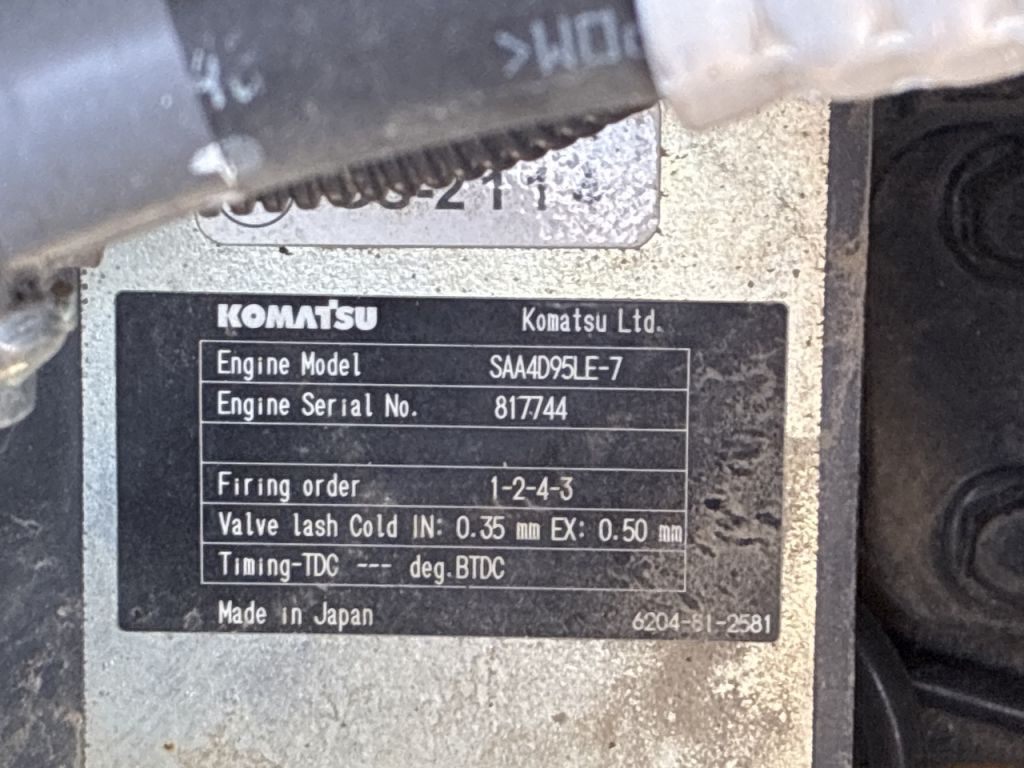 >POM
-211
KOMATSU Komatsu Ltd.
Engine Model SAA4D95LE-7
Engine Serial No. 817744
Firing order 1-2-4-3
Valve lash Cold IN: 0.35 mm EX: 0.50 mm
Timing-TDC --- deg.BTDC
Made in Japan 6204-81-2581